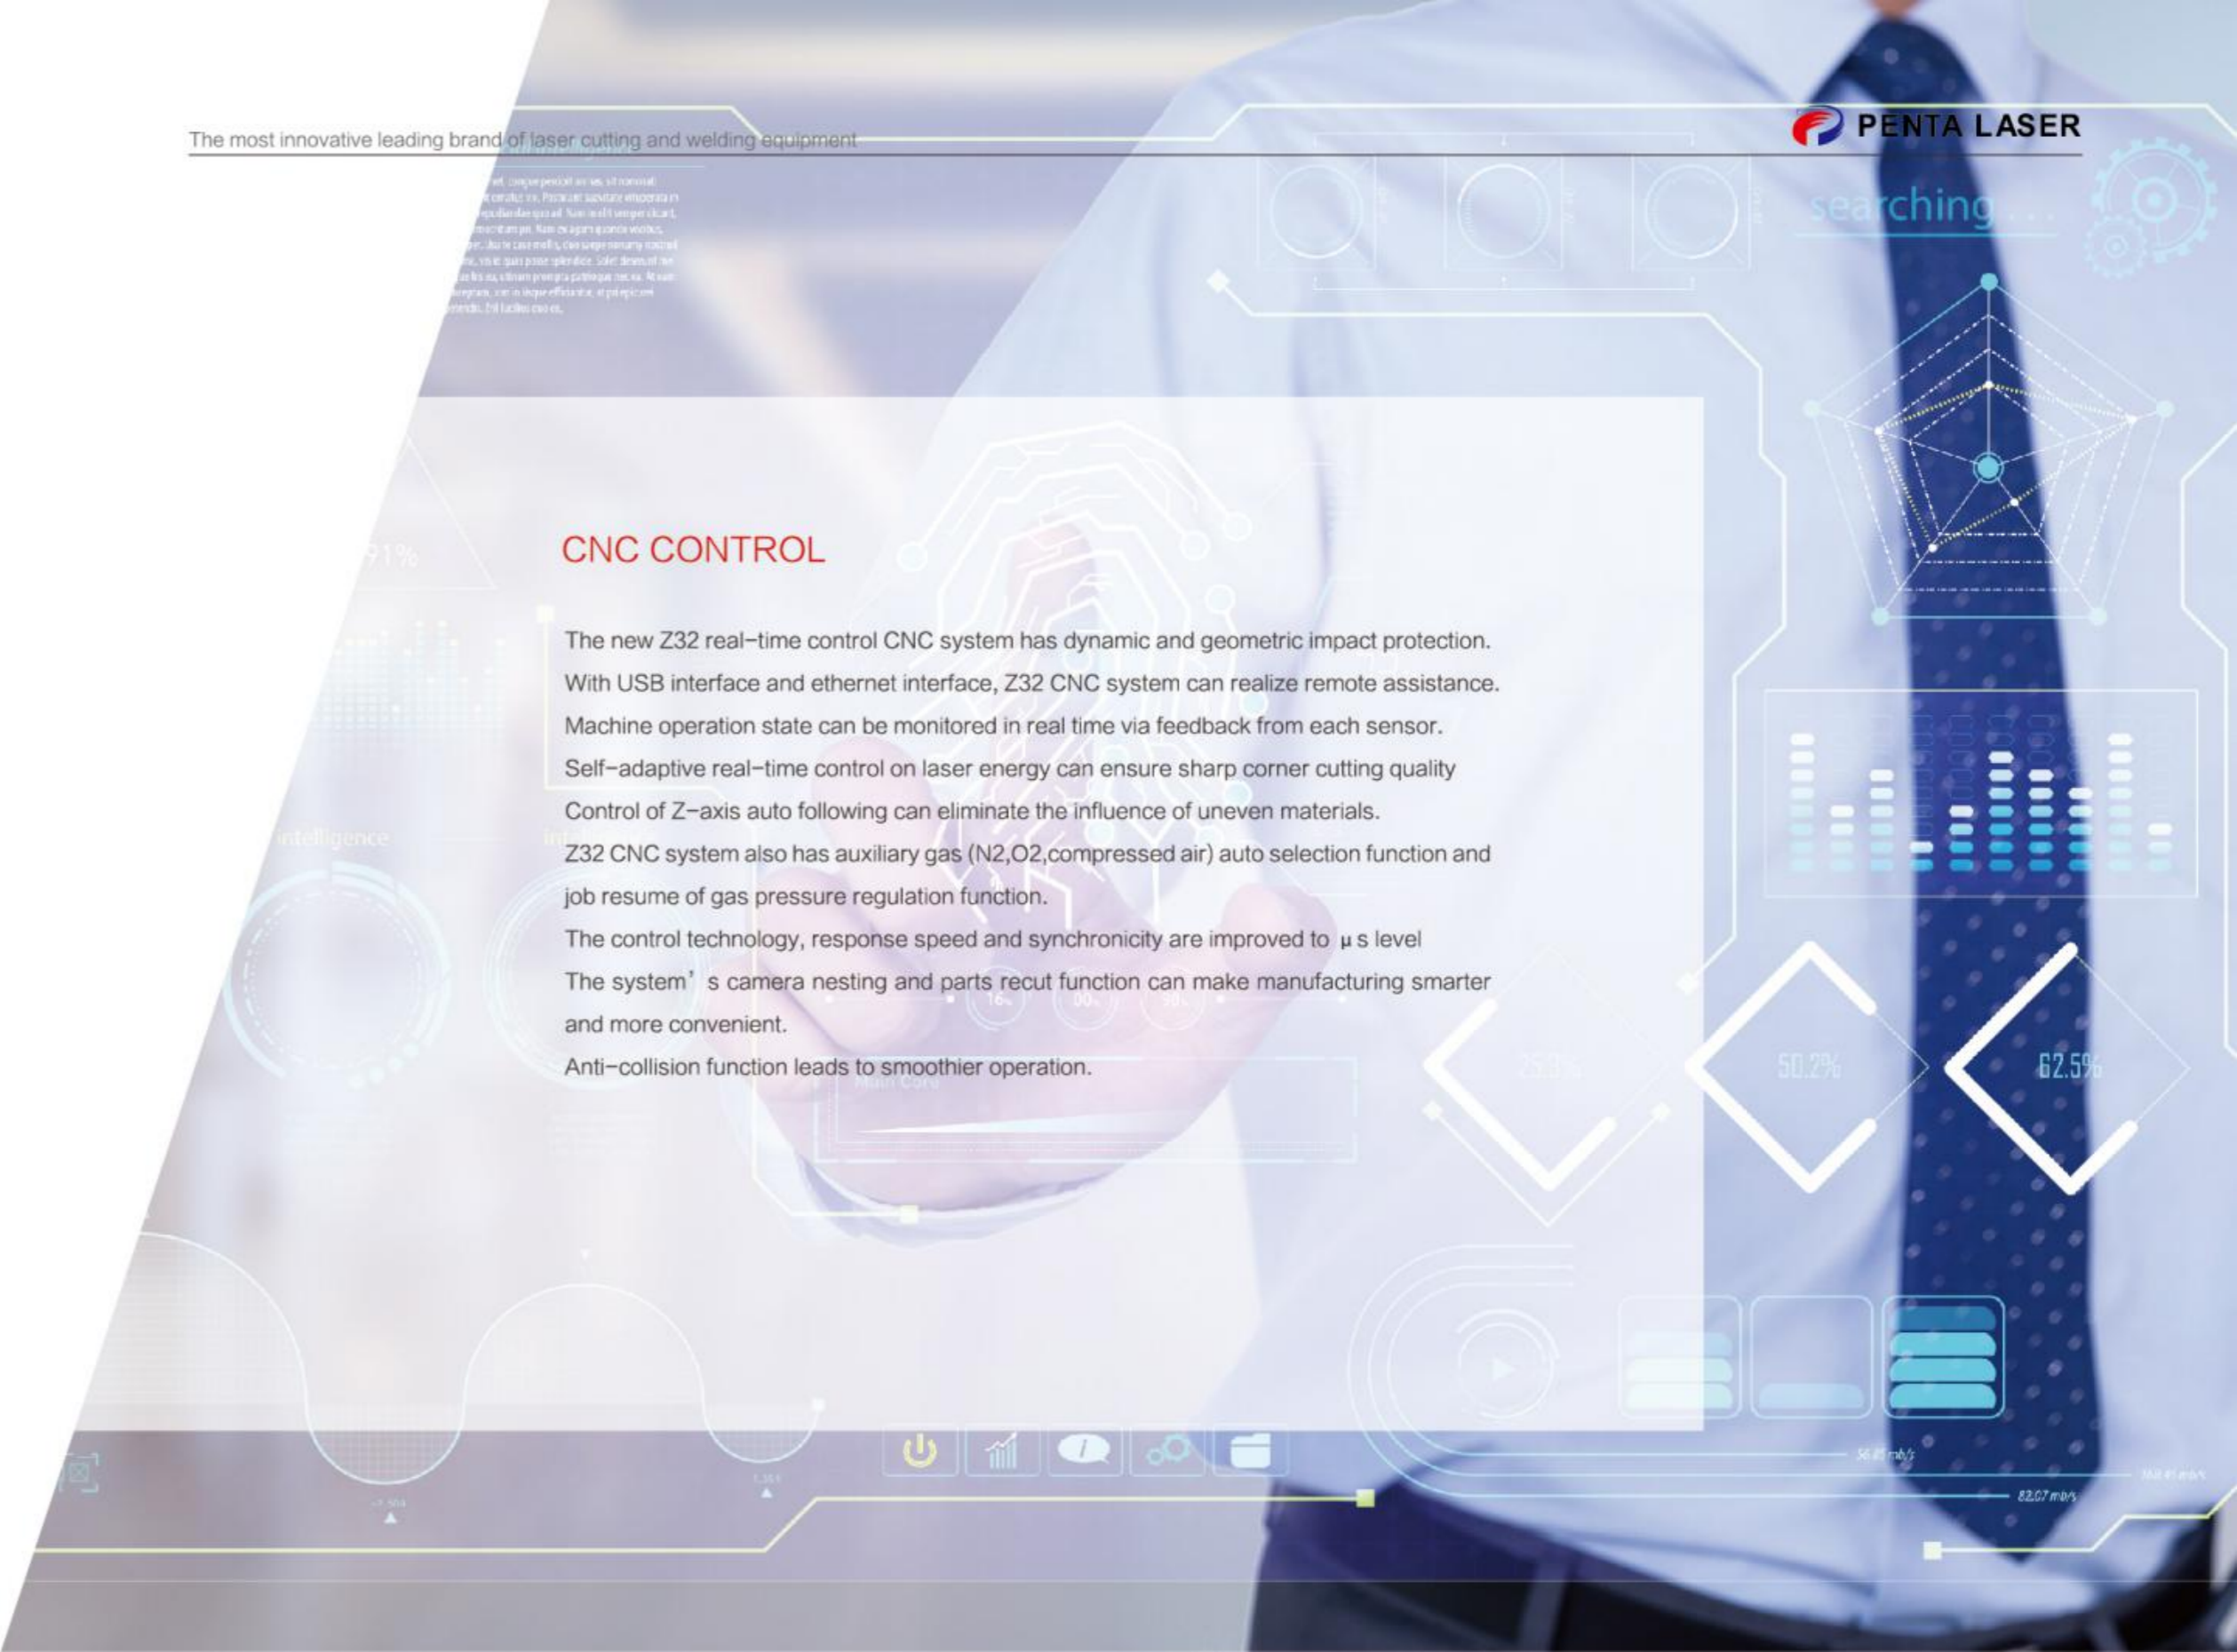 The most innovative leading brand of laser cutting and welding equipment
PENTA LASER
searching...
91%
CNC CONTROL
The new Z32 real-time control CNC system has dynamic and geometric impact protection.
With USB interface and ethernet interface, Z32 CNC system can realize remote assistance.
Machine operation state can be monitored in real time via feedback from each sensor.
Self-adaptive real-time control on laser energy can ensure sharp corner cutting quality
Control of Z-axis auto following can eliminate the influence of uneven materials.
intelligence
Z32 CNC system also has auxiliary gas (N2,O2,compressed air) auto selection function and
job resume of gas pressure regulation function.
The control technology, response speed and synchronicity are improved to μs level
The system's camera nesting and parts recut function can make manufacturing smarter
and more convenient.
Anti-collision function leads to smoothier operation.
Main Core
50.2%
62.5%
82.07 mb/s